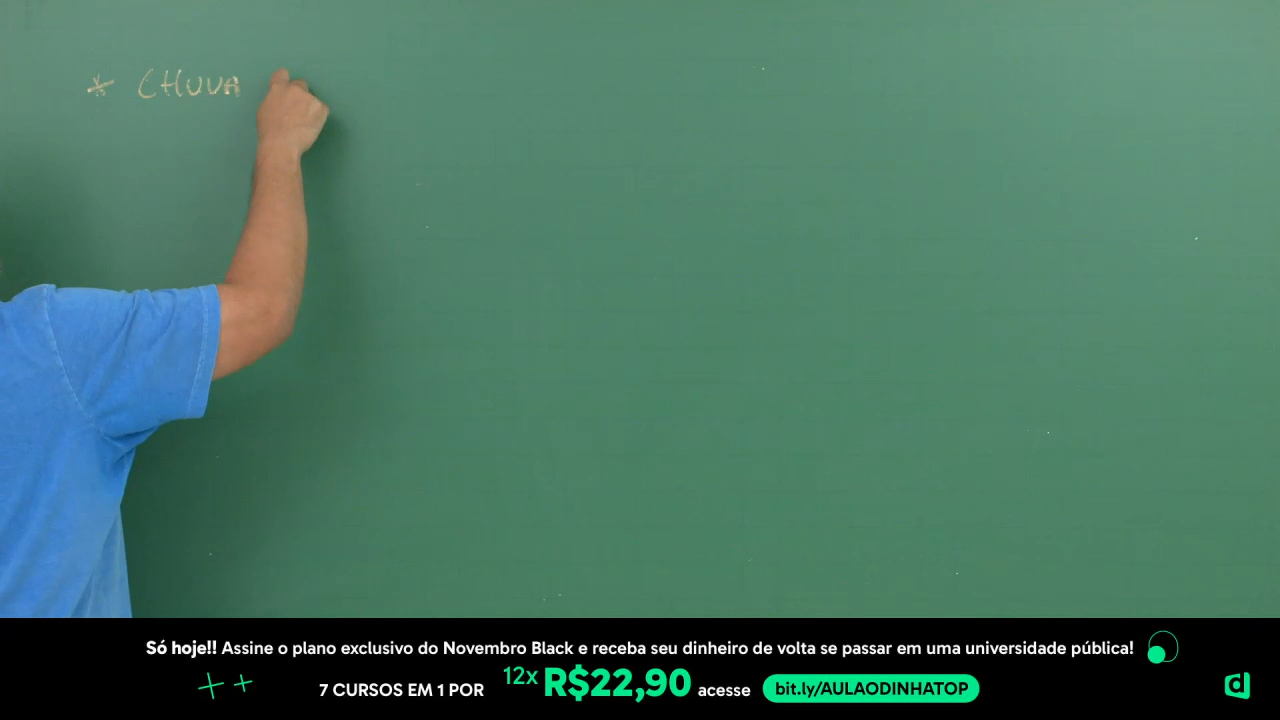 * CHUVA
Só hoje!! Assine o plano exclusivo do Novembro Black e receba seu dinheiro de volta se passar em uma universidade pública!
7 CURSOS EM 1 POR 12x R$22,90 acesse bit.ly/AULAODINHATOP
d